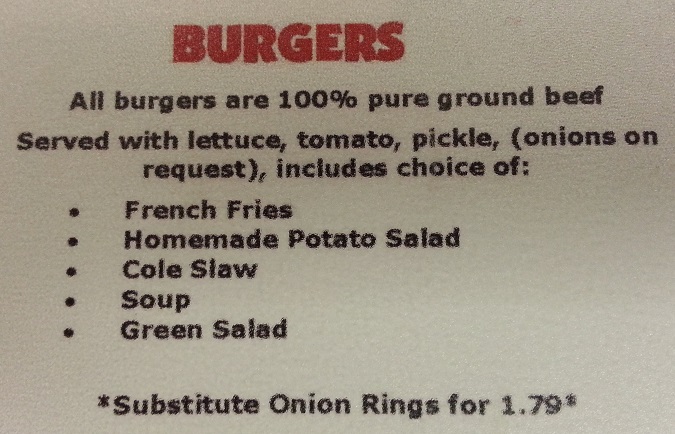 BURGERS
All burgers are 100% pure ground beef
Served with lettuce, tomato, pickle, (onions on
request), includes choice of:
• French Fries
• Homemade Potato Salad
• Cole Slaw
• Soup
• Green Salad
*Substitute Onion Rings for 1.79*